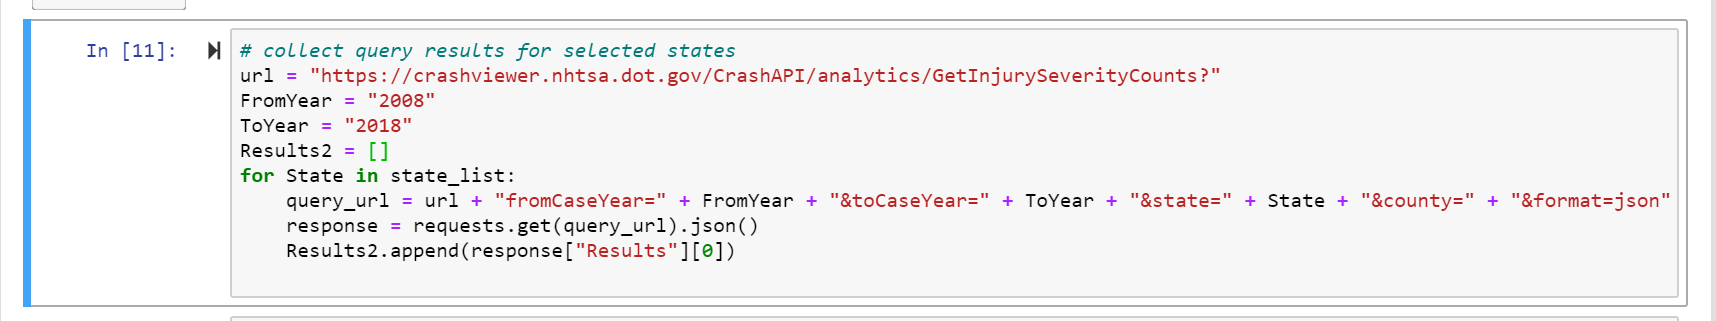 In [11]:
# collect query results for selected states
url = "https://crashviewer.nhtsa.dot.gov/CrashAPI/analytics/GetInjurySeverityCounts?"
FromYear = "2008"
ToYear = "2018"
Results2 = []
for State in state_list:
    query_url = url + "fromCaseYear=" + FromYear + "&toCaseYear=" + ToYear + "&state=" + State + "&county=" + "&format=json"
    response = requests.get(query_url).json()
    Results2.append(response["Results"][0])